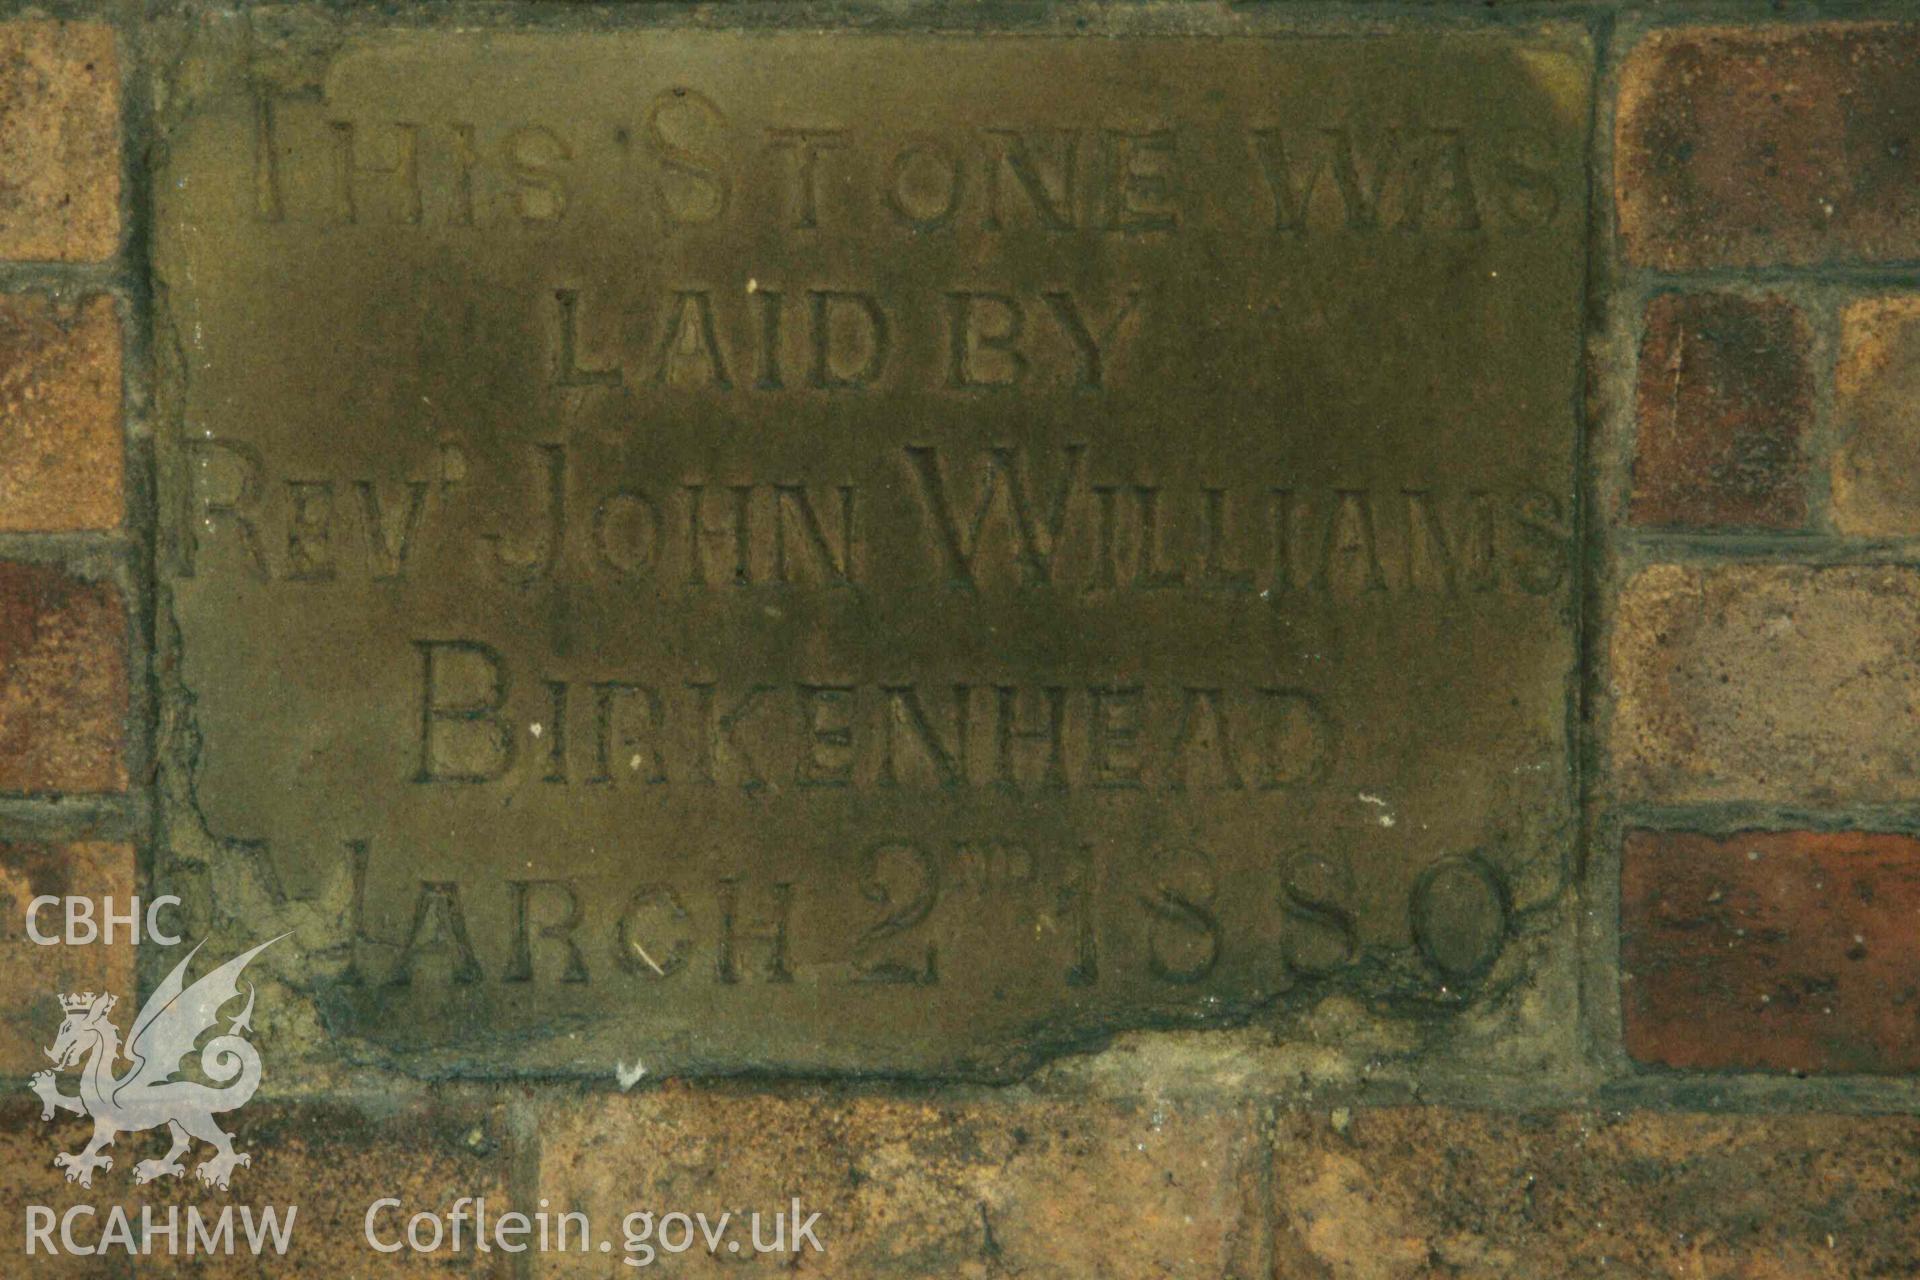 THIS STONE WAS
LAID BY
REVD JOHN WILLIAMS
BIRKENHEAD
MARCH 2ND 1880
CBHC
RCAHMW Coflein.gov.uk